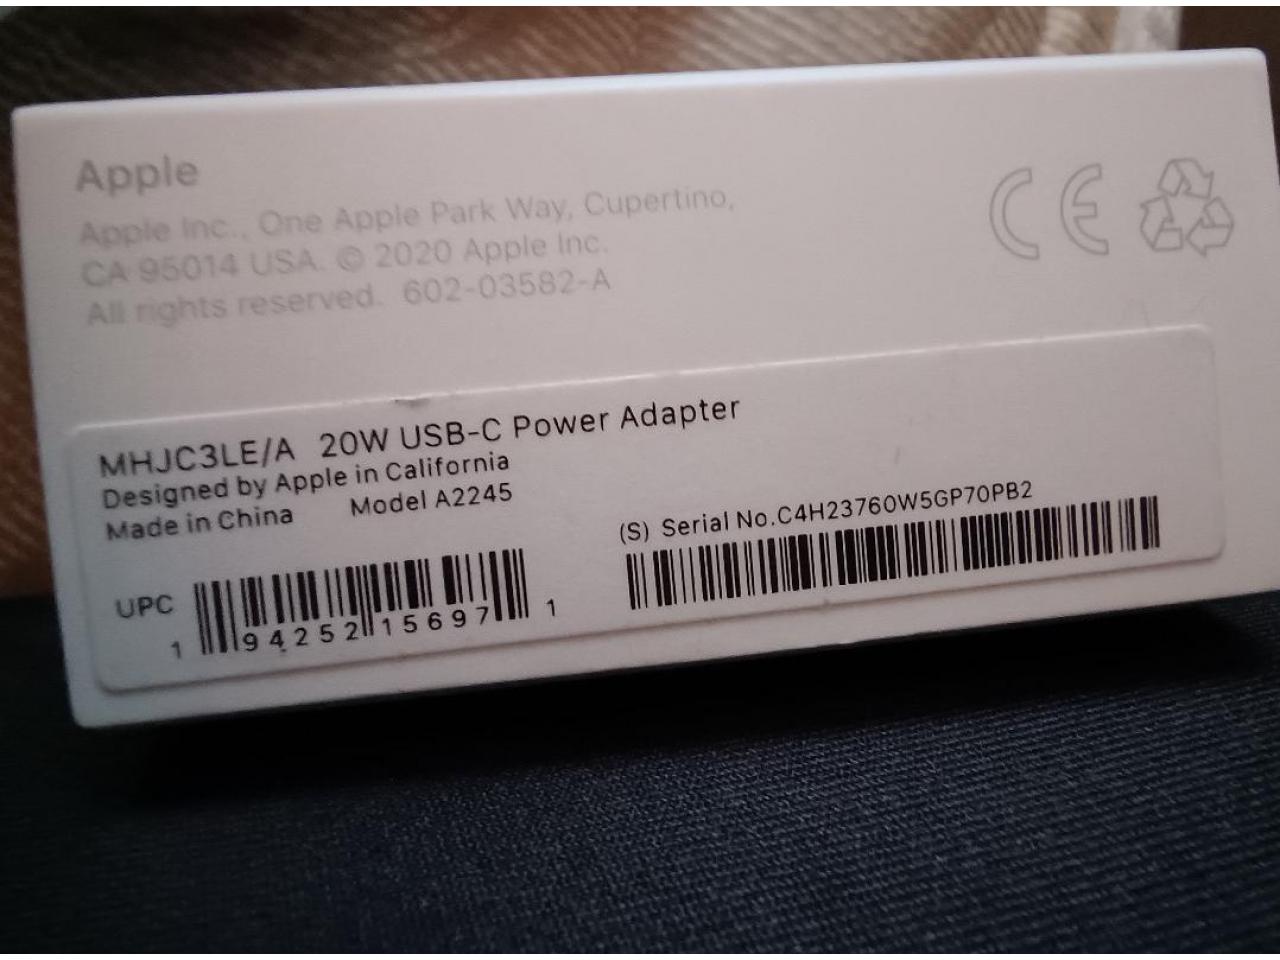 Apple
Apple Inc., One Apple Park Way, Cupertino,
CA 95014 USA. © 2020 Apple Inc.
All rights reserved. 602-03582-A
CE
MHJC3LE/A 20W USB-C Power Adapter
Designed by Apple in California
Made in China Model A2245
(S) Serial No.C4H23760W5GP70PB2
UPC
1 94252 15697 1